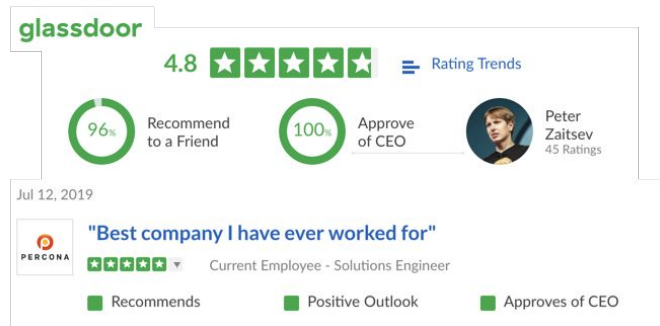 glassdoor
4.8 Rating Trends
96% Recommend to a Friend
100% Approve of CEO
Peter Zaitsev
45 Ratings
Jul 12, 2019
PERCONA
"Best company I have ever worked for"
Current Employee - Solutions Engineer
Recommends Positive Outlook Approves of CEO